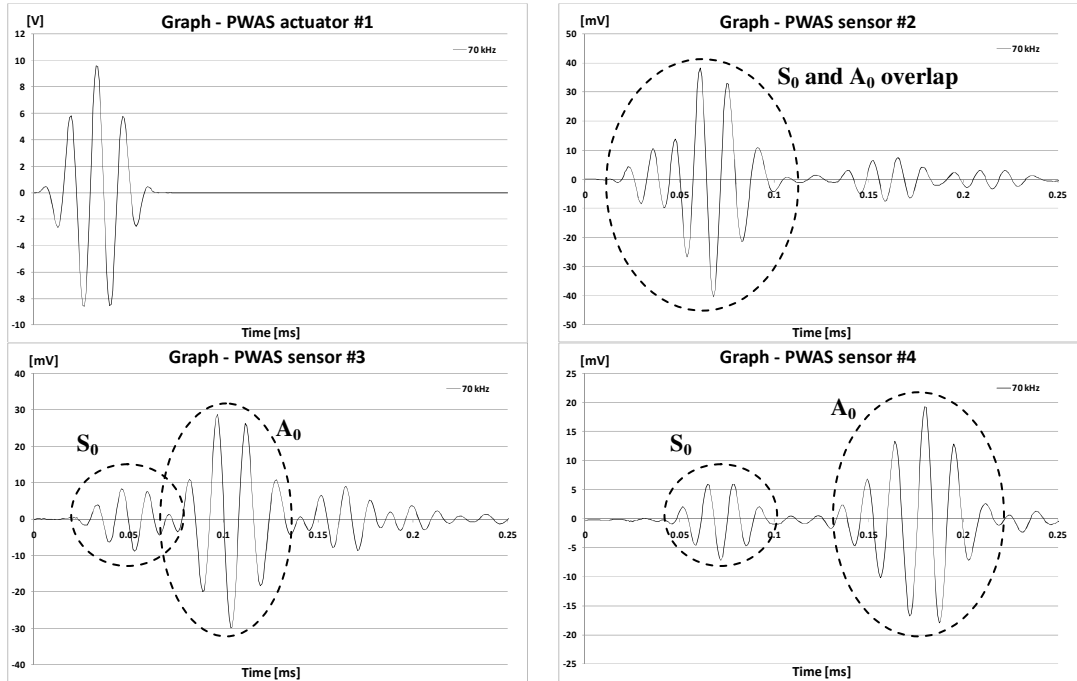 [V]
Graph - PWAS actuator #1
12
10
8
6
4
2
0
-2
-4
-6
-8
-10
70 kHz
Time [ms]
[mV]
Graph - PWAS sensor #2
50
40
30
20
10
0
-10
-20
-30
-40
-50
70 kHz
S₀ and A₀ overlap
0 0.05 0.1 0.15 0.2 0.25
Time [ms]
[mV]
Graph - PWAS sensor #3
40
30
20
10
0
-10
-20
-30
-40
70 kHz
S₀
A₀
0 0.05 0.1 0.15 0.2 0.25
Time [ms]
[mV]
Graph - PWAS sensor #4
25
20
15
10
5
0
-5
-10
-15
-20
-25
70 kHz
A₀
S₀
0 0.05 0.1 0.15 0.2 0.25
Time [ms]